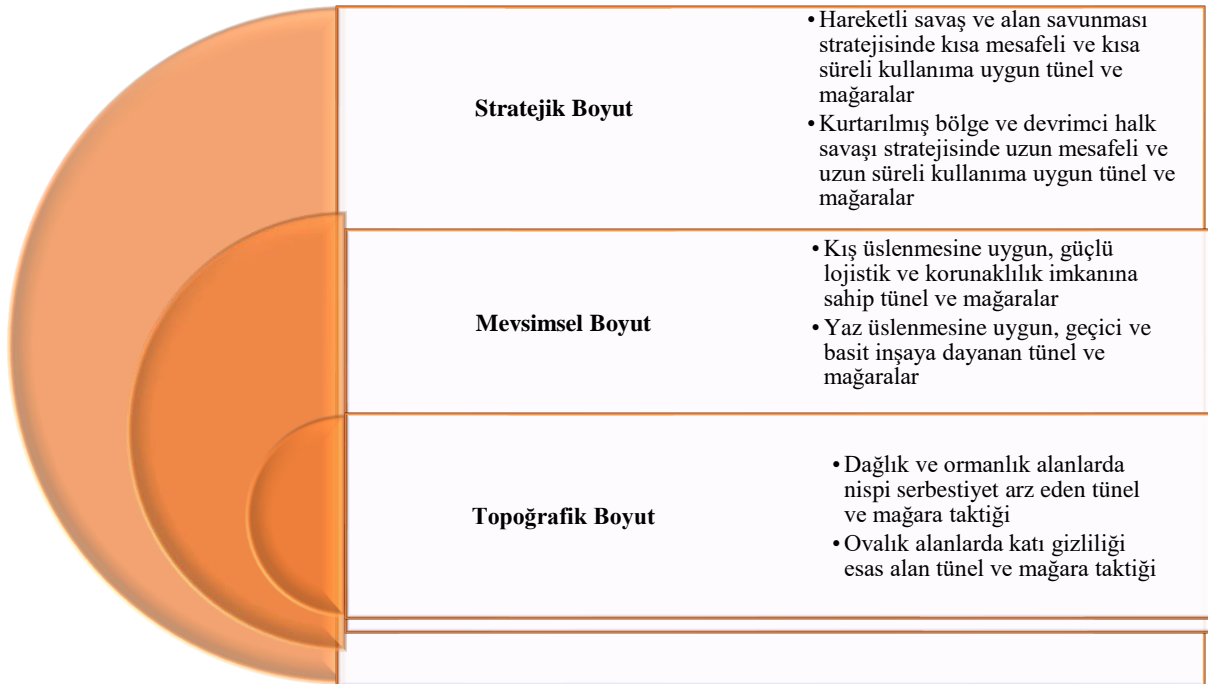 Stratejik Boyut
• Hareketli savaş ve alan savunması
stratejisinde kısa mesafeli ve kısa
süreli kullanıma uygun tünel ve
mağaralar
• Kurtarılmış bölge ve devrimci halk
savaşı stratejisinde uzun mesafeli ve
uzun süreli kullanıma uygun tünel ve
mağaralar
Mevsimsel Boyut
• Kış üslenmesine uygun, güçlü
lojistik ve korunaklılık imkanına
sahip tünel ve mağaralar
• Yaz üslenmesine uygun, geçici ve
basit inşaya dayanan tünel ve
mağaralar
Topoğrafik Boyut
• Dağlık ve ormanlık alanlarda
nispi serbestiyet arz eden tünel
ve mağara taktiği
• Ovalık alanlarda katı gizliliği
esas alan tünel ve mağara taktiği